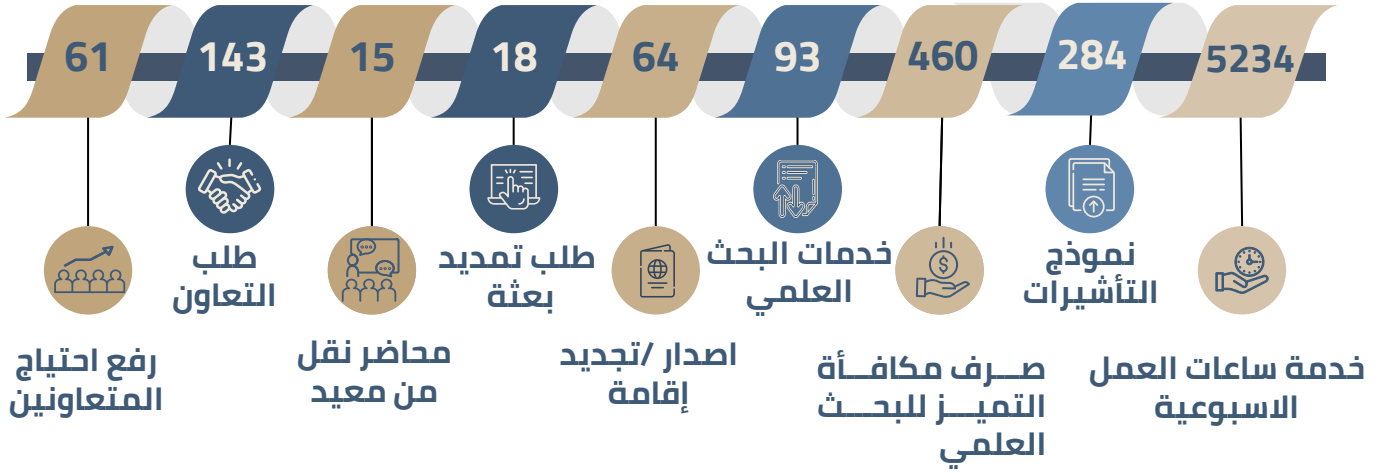 5234
284
460
93
64
18
15
143
61
خدمة ساعات العمل
الاسبوعية
نموذج
التأشيرات
صـــرف مكافـــأة
التميـــز للبحـــث
العلمي
خدمات البحث
العلمي
اصدار /تجديد
إقامة
طلب تمديد
بعثة
محاضر نقل
من معيد
طلب
التعاون
رفع احتياج
المتعاونين